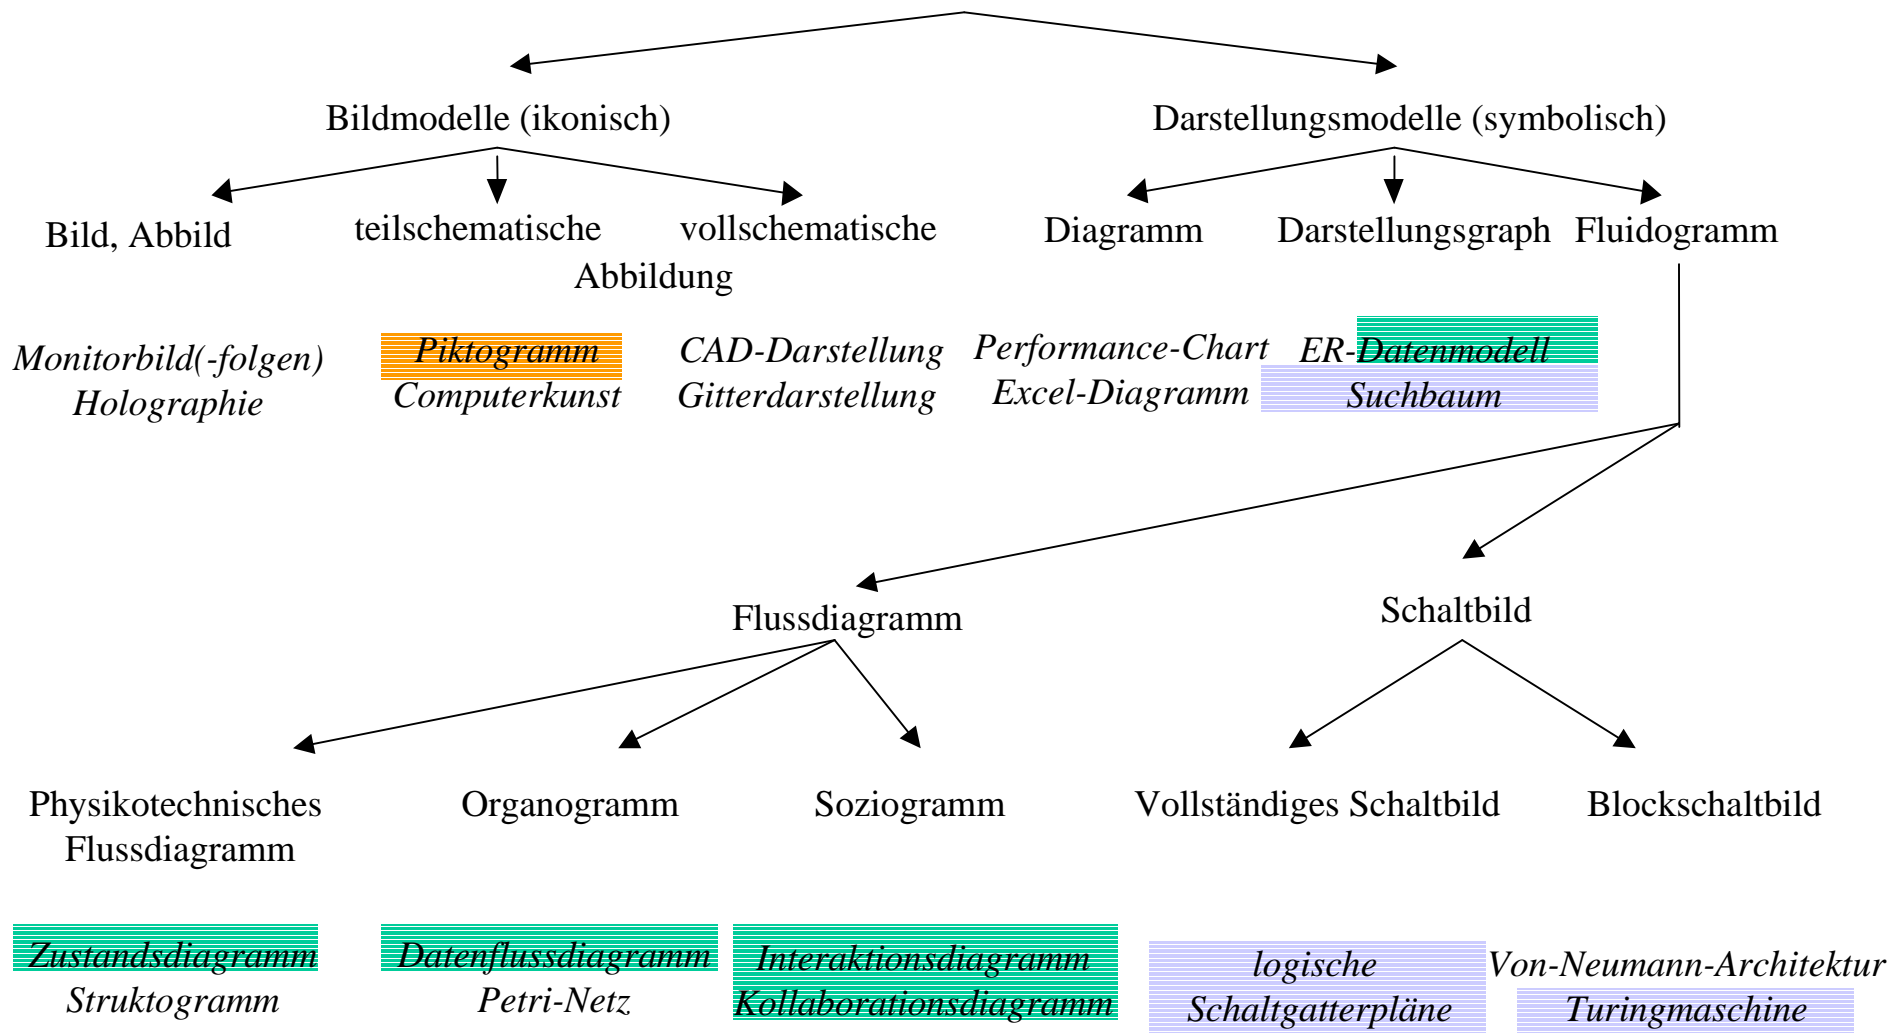 Bildmodelle (ikonisch)
Darstellungsmodelle (symbolisch)
Bild, Abbild
teilschematische
vollschematische
Abbildung
Diagramm
Darstellungsgraph
Fluidogramm
Monitorbild(-folgen)
Holographie
Piktogramm
Computerkunst
CAD-Darstellung
Gitterdarstellung
Performance-Chart
Excel-Diagramm
ER-Datenmodell
Suchbaum
Flussdiagramm
Schaltbild
Physikotechnisches
Flussdiagramm
Organogramm
Soziogramm
Vollständiges Schaltbild
Blockschaltbild
Zustandsdiagramm
Struktogramm
Datenflussdiagramm
Petri-Netz
Interaktionsdiagramm
Kollaborationsdiagramm
logische
Schaltgatterpläne
Von-Neumann-Architektur
Turingmaschine